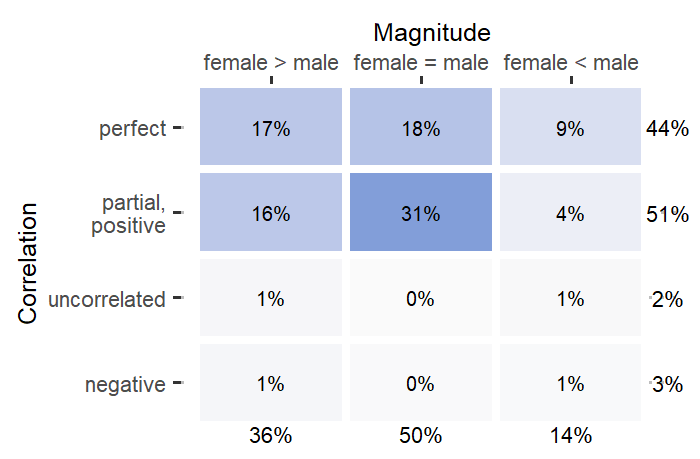 Magnitude
female > male female = male female < male
perfect 17% 18% 9% 44%
partial,
positive 16% 31% 4% 51%
uncorrelated 1% 0% 1% 2%
negative 1% 0% 1% 3%
36% 50% 14%
Correlation